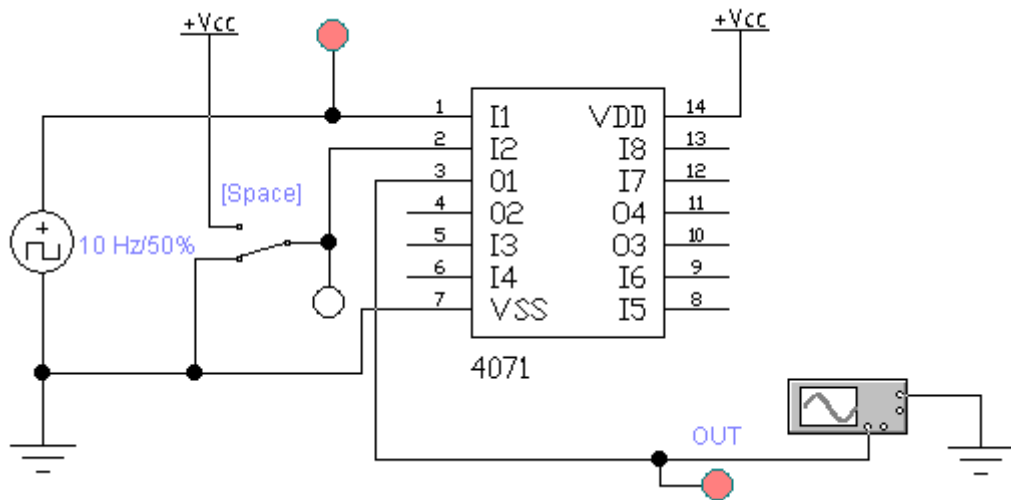 +Vcc
+Vcc
1 I1 VDD 14
2 I2 I8 13
3 O1 I7 12
[Space]
4 O2 O4 11
10 Hz/50%
5 I3 O3 10
6 I4 I6 9
7 VSS I5 8
4071
OUT